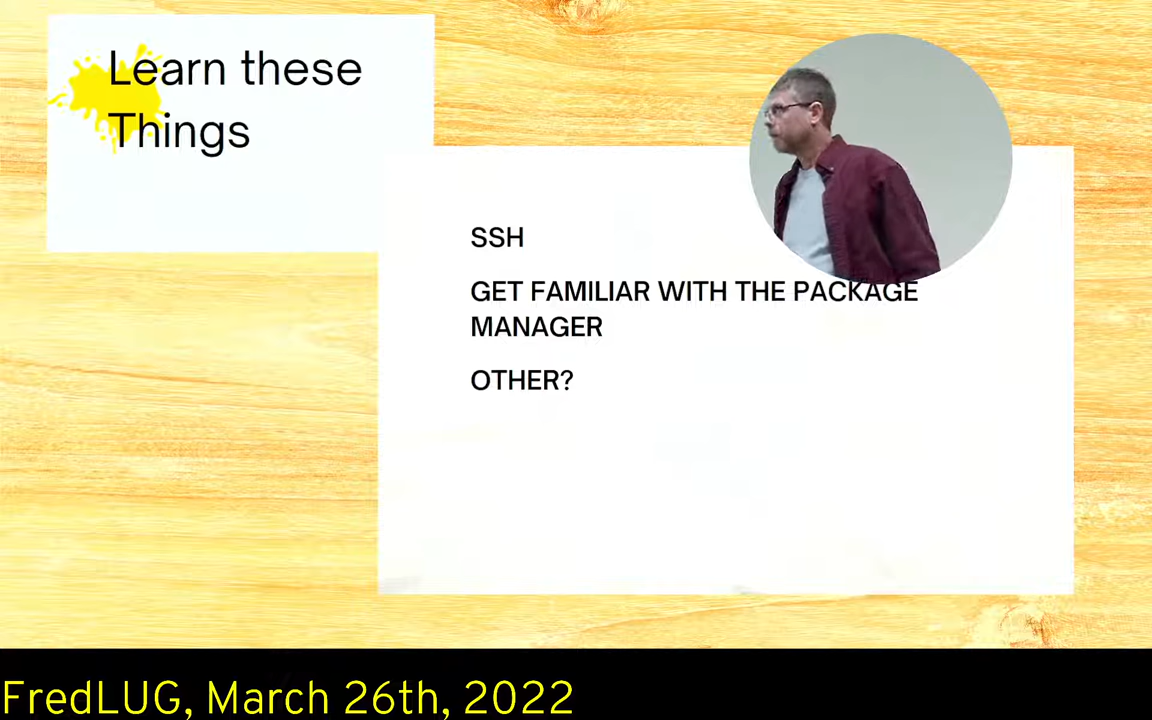 Learn these
Things
SSH
GET FAMILIAR WITH THE PACKAGE
MANAGER
OTHER?
FredLUG, March 26th, 2022